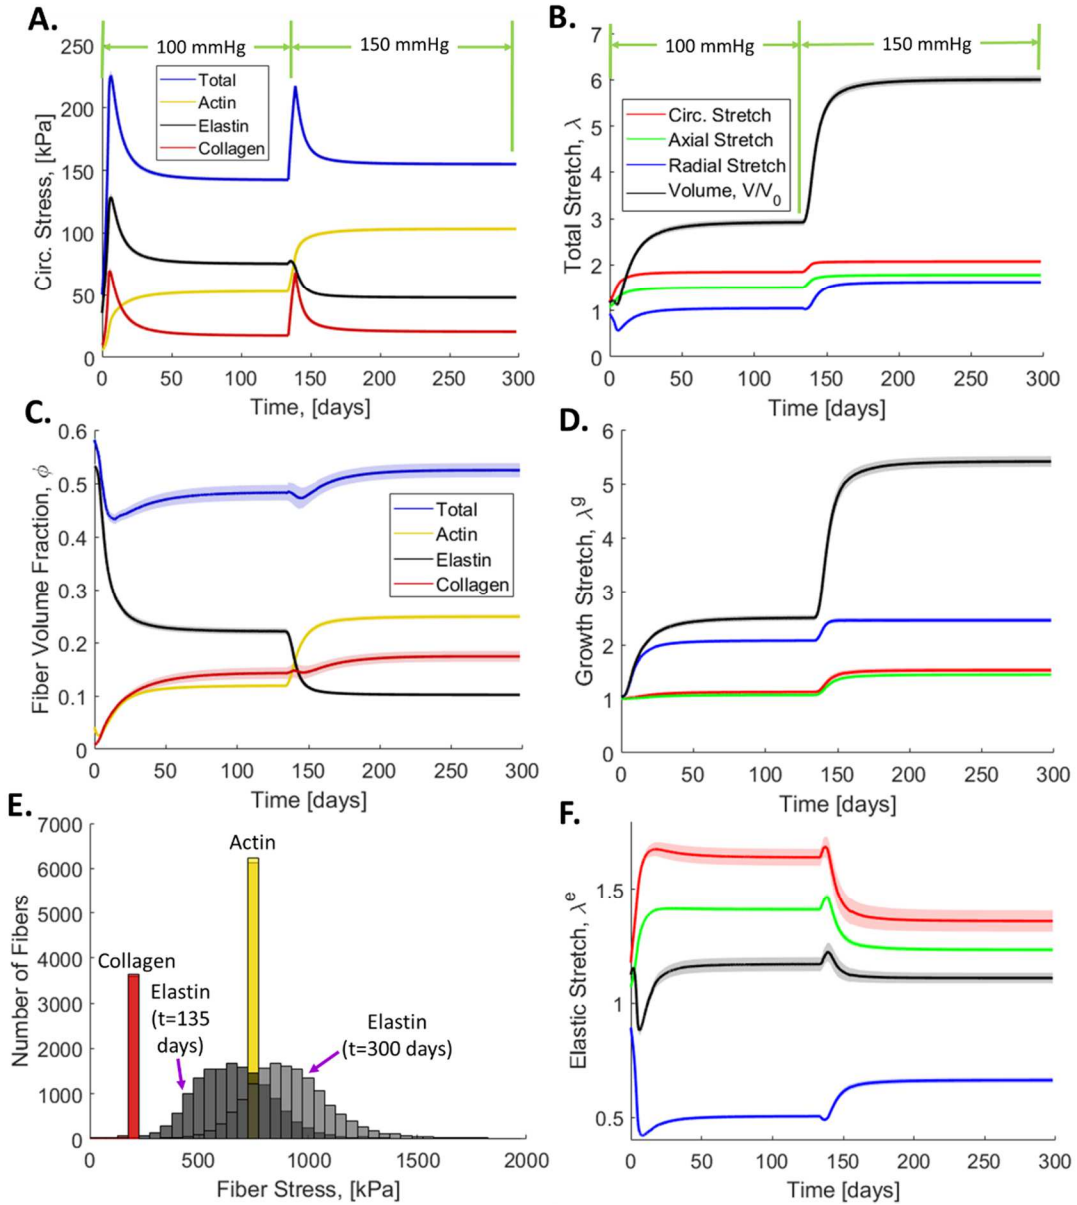 A.
100 mmHg
150 mmHg
Total
Actin
Elastin
Collagen
Circ. Stress, [kPa]
250
200
150
100
50
0
0 50 100 150 200 250 300
Time, [days]
B.
100 mmHg
150 mmHg
Circ. Stretch
Axial Stretch
Radial Stretch
Volume, V/V0
Total Stretch, λ
7
6
5
4
3
2
1
0
0 50 100 150 200 250 300
Time [days]
C.
Total
Actin
Elastin
Collagen
Fiber Volume Fraction, ϕ
0.6
0.5
0.4
0.3
0.2
0.1
0
0 50 100 150 200 250 300
Time [days]
D.
Growth Stretch, λg
6
5
4
3
2
1
0
0 50 100 150 200 250 300
Time [days]
E.
Actin
Collagen
Elastin
(t=135
days)
Elastin
(t=300 days)
Number of Fibers
7000
6000
5000
4000
3000
2000
1000
0
0 500 1000 1500 2000
Fiber Stress, [kPa]
F.
Elastic Stretch, λe
1.5
1
0.5
0 50 100 150 200 250 300
Time [days]